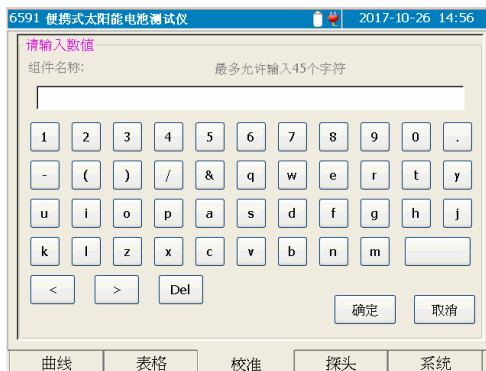 6591 便携式太阳能电池测试仪 2017-10-26 14:56
请输入数值
组件名称: 最多允许输入45个字符
1 2 3 4 5 6 7 8 9 0 .
- ( ) / & q w e r t y
u i o p a s d f g h j
k l z x c v b n m
< > Del
确定 取消
曲线 表格 校准 探头 系统